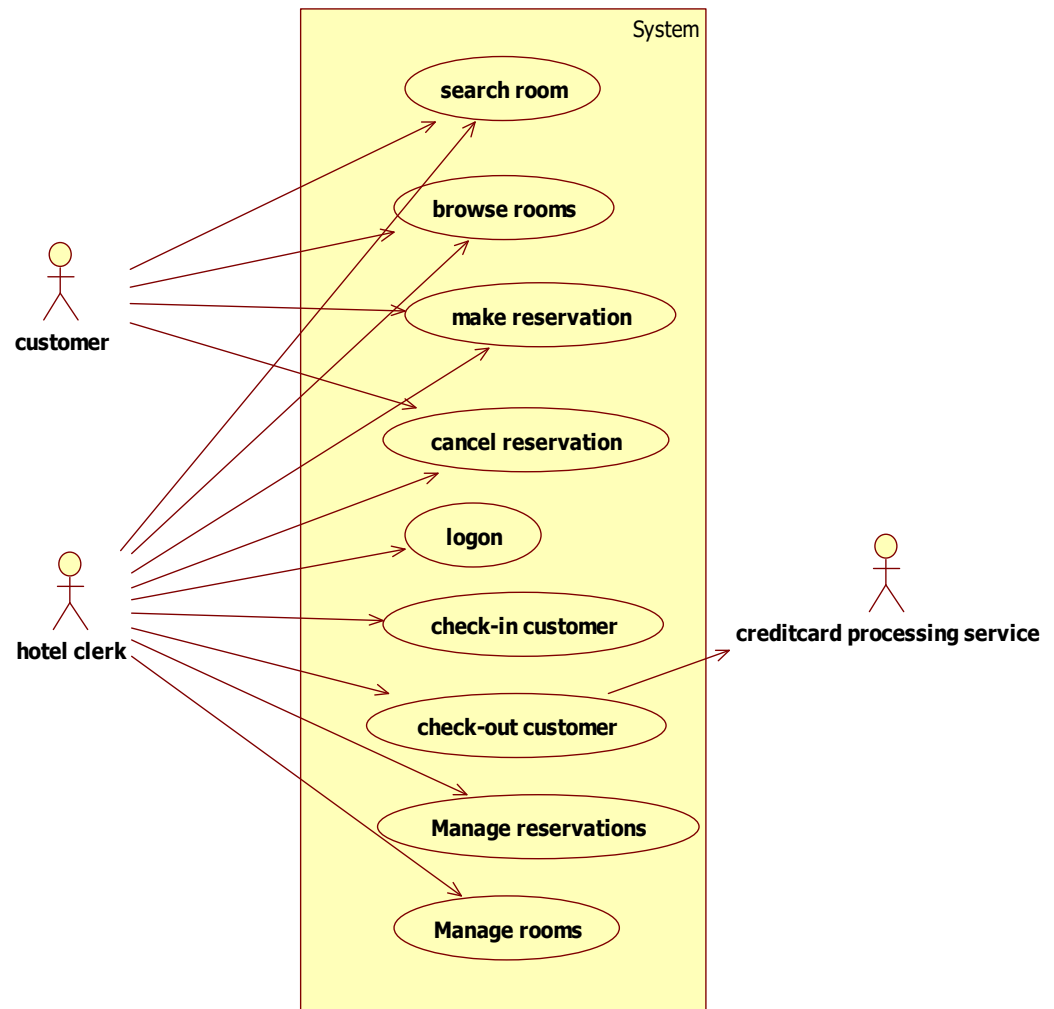 System
search room
browse rooms
make reservation
customer
cancel reservation
logon
check-in customer
creditcard processing service
hotel clerk
check-out customer
Manage reservations
Manage rooms